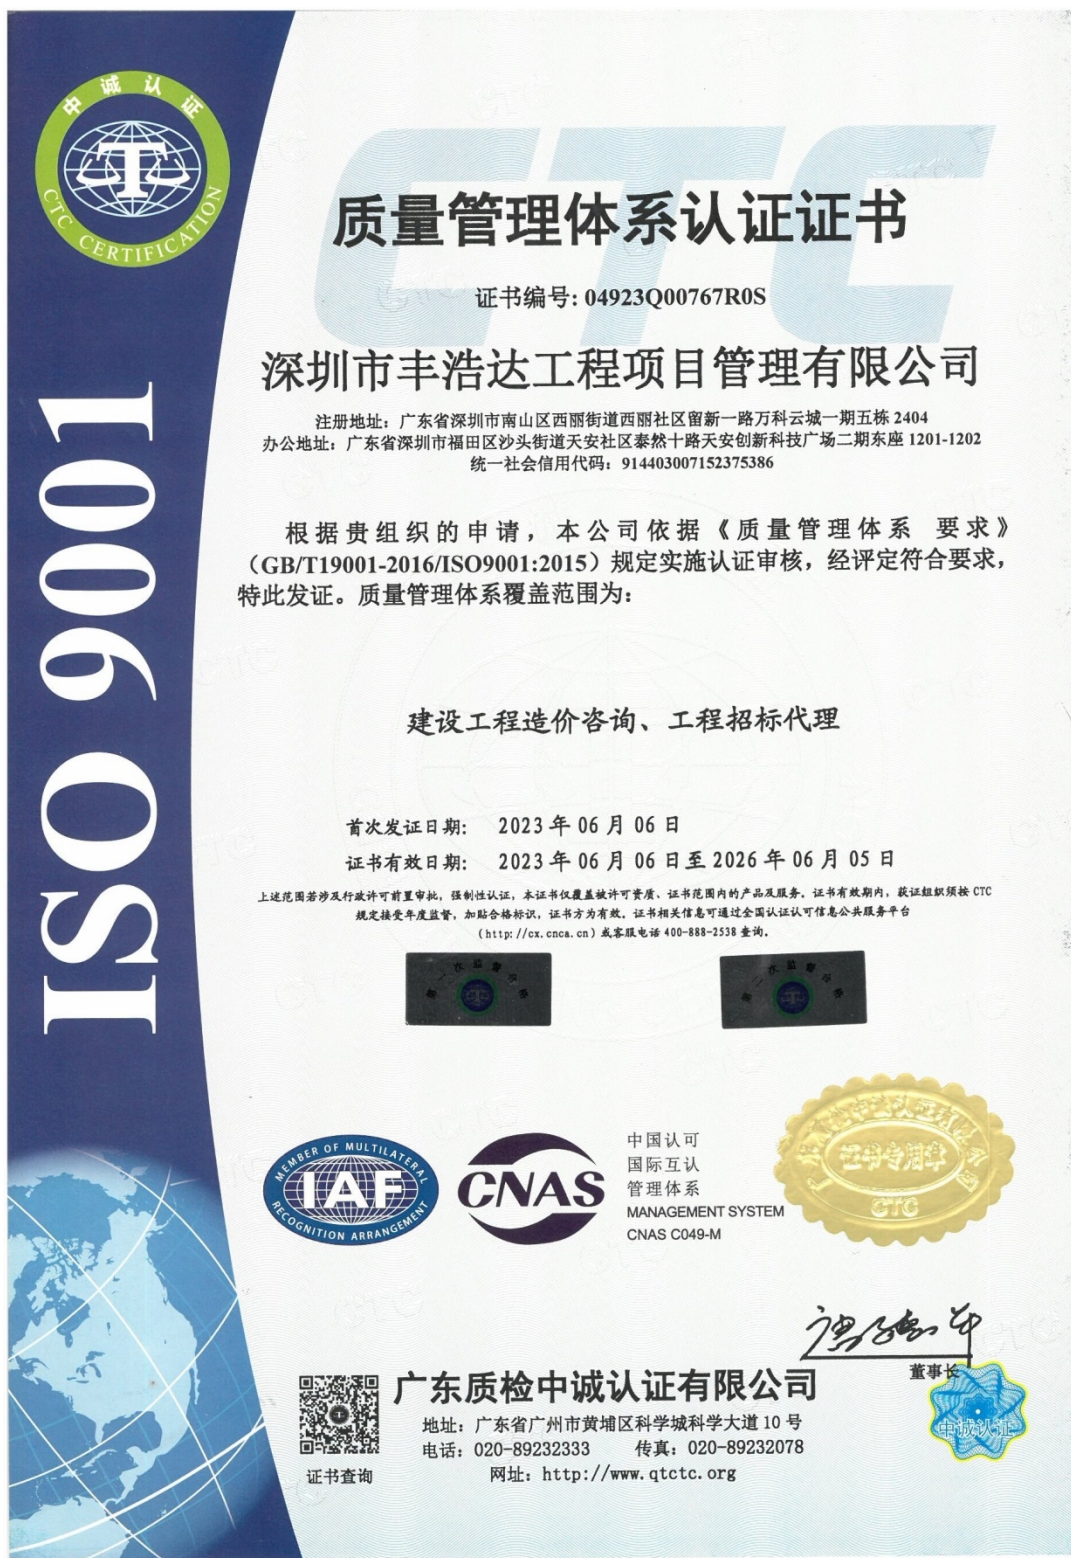 中诚认证
CTC CERTIFICATION
ISO 9001
CTC
质量管理体系认证证书
证书编号: 04923Q00767R0S
深圳市丰浩达工程项目管理有限公司
注册地址：广东省深圳市南山区西丽街道西丽社区留新一路万科云城一期五栋 2404
办公地址：广东省深圳市福田区沙头街道天安社区泰然十路天安创新科技广场二期东座 1201-1202
统一社会信用代码：914403007152375386
根据贵组织的申请，本公司依据《质量管理体系 要求》
（GB/T19001-2016/ISO9001:2015）规定实施认证审核，经评定符合要求，
特此发证。质量管理体系覆盖范围为：
建设工程造价咨询、工程招标代理
首次发证日期： 2023 年 06 月 06 日
证书有效日期： 2023 年 06 月 06 日至 2026 年 06 月 05 日
上述范围若涉及行政许可前置审批，强制性认证，本证书仅覆盖被许可资质、证书范围内的产品及服务。证书有效期内，获证组织须按 CTC
规定接受年度监督，加贴合格标识，证书方为有效。证书相关信息可通过全国认证认可信息公共服务平台
（http://cx.cnca.cn）或客服电话 400-888-2538 查询。
第一次监督合格
第二次监督合格
MEMBER OF MULTILATERAL
IAF
RECOGNITION ARRANGEMENT
CNAS
中国认可
国际互认
管理体系
MANAGEMENT SYSTEM
CNAS C049-M
证书专用章
CTC
董事长
中诚认证
广东质检中诚认证有限公司
地址：广东省广州市黄埔区科学城科学大道 10 号
电话：020-89232333 传真：020-89232078
网址：http://www.qtctc.org
证书查询